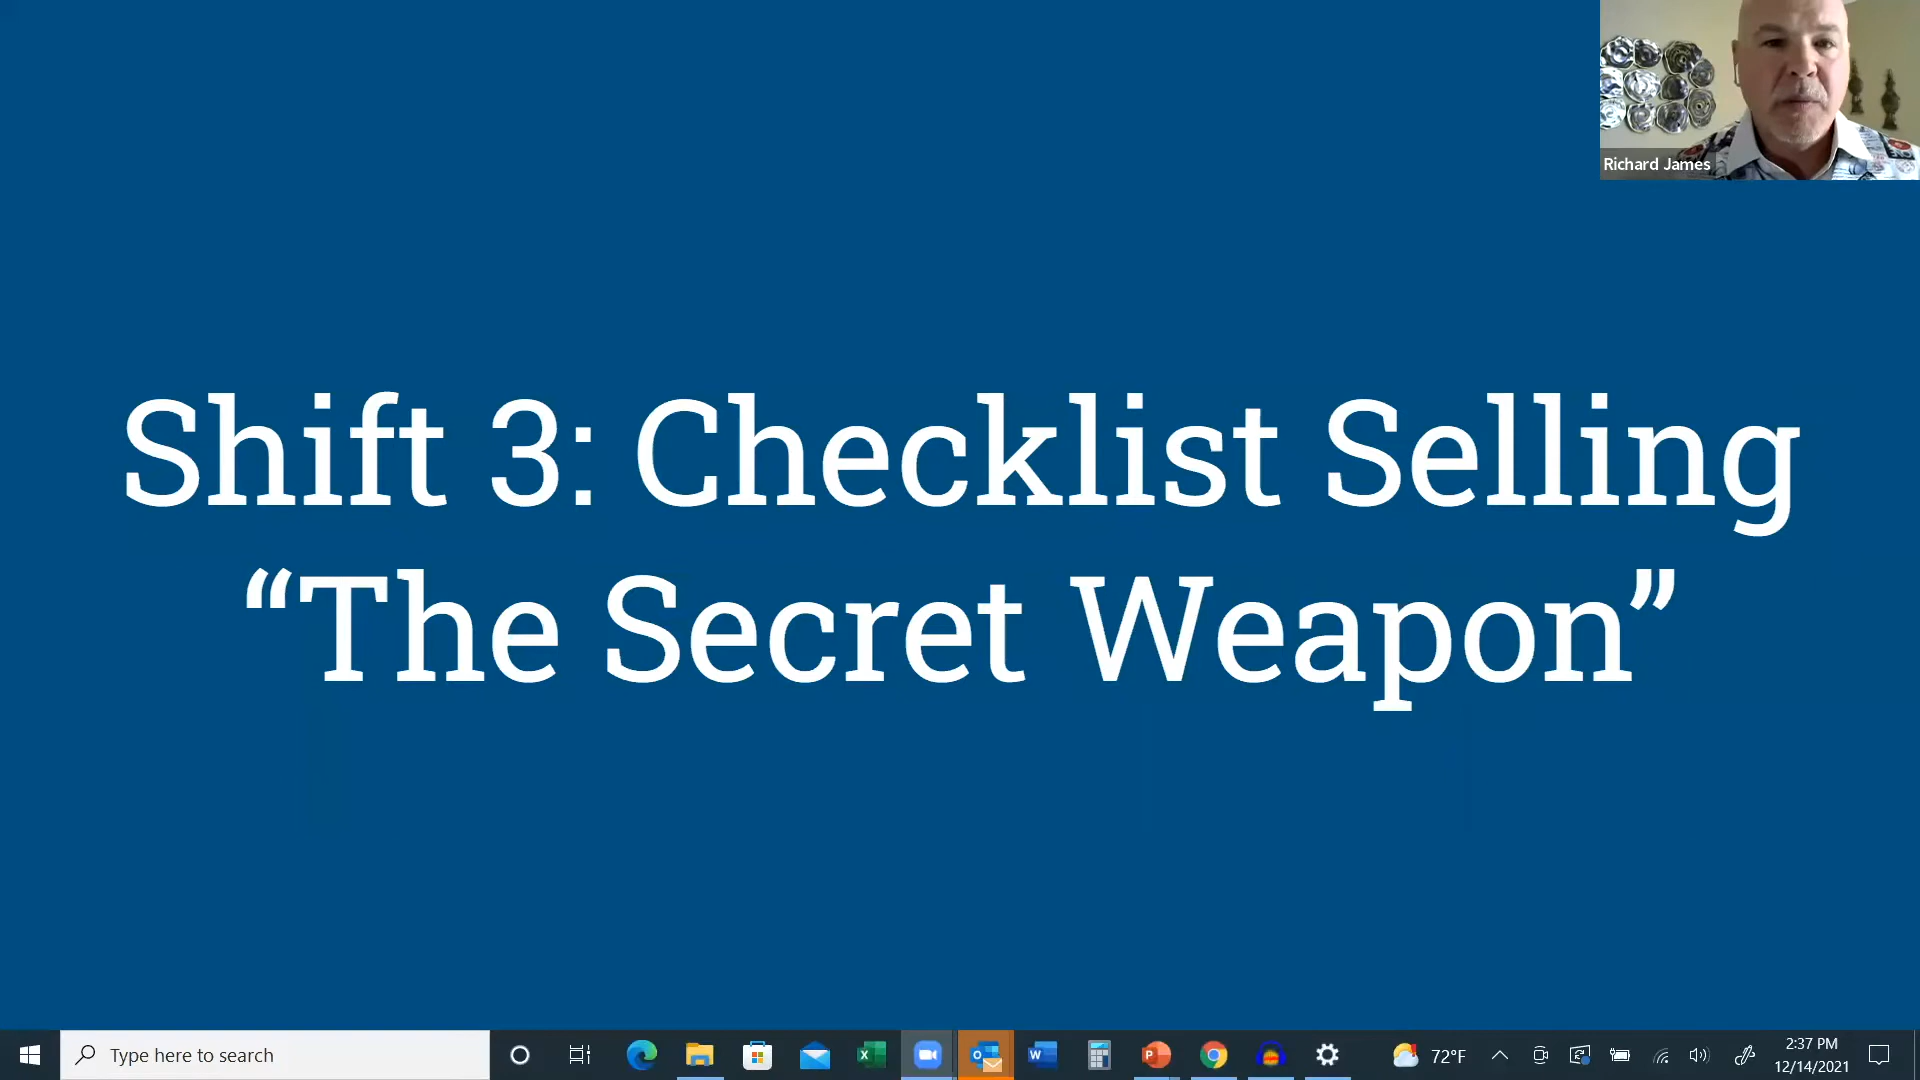 Richard James
Shift 3: Checklist Selling
“The Secret Weapon”
Type here to search
72°F
2:37 PM
12/14/2021